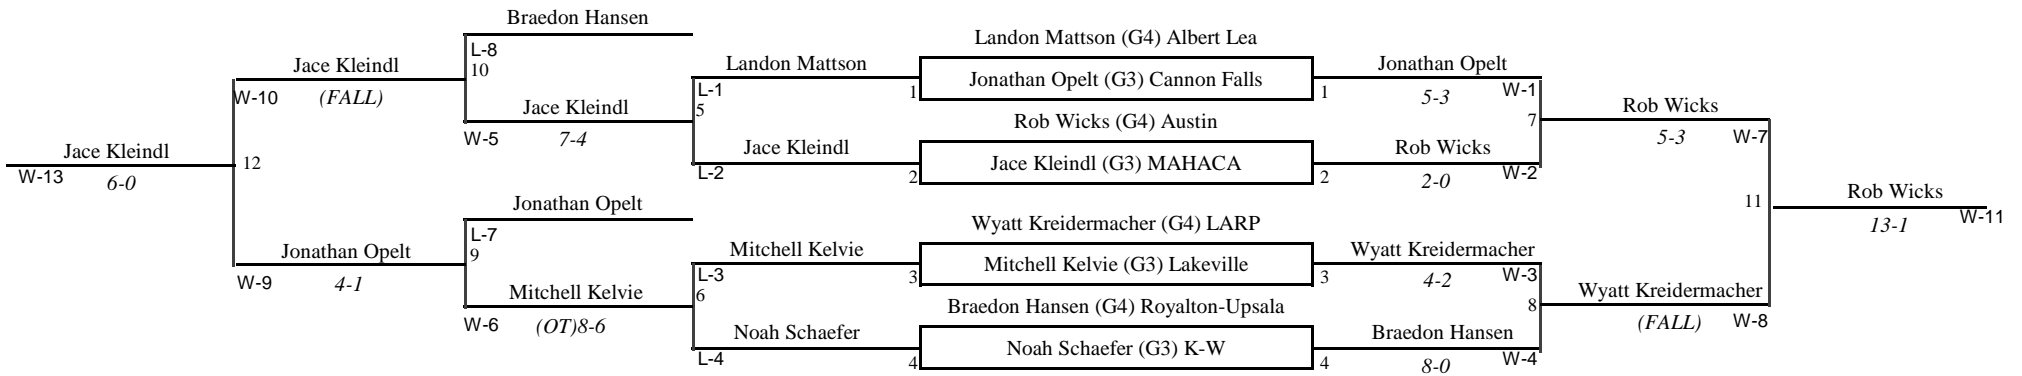 Braedon Hansen
L-8
10
Jace Kleindl
W-10
(FALL)
Jace Kleindl
W-5
7-4
Jace Kleindl
W-13
6-0
12
Jonathan Opelt
L-7
9
Jonathan Opelt
W-9
4-1
Mitchell Kelvie
W-6
(OT)8-6
Landon Mattson
L-1
5
1
Jace Kleindl
L-2
2
Mitchell Kelvie
L-3
6
3
Noah Schaefer
L-4
4
Landon Mattson (G4) Albert Lea
Jonathan Opelt (G3) Cannon Falls
Rob Wicks (G4) Austin
Jace Kleindl (G3) MAHACA
Wyatt Kreidermacher (G4) LARP
Mitchell Kelvie (G3) Lakeville
Braedon Hansen (G4) Royalton-Upsala
Noah Schaefer (G3) K-W
Jonathan Opelt
1
5-3
W-1
7
Rob Wicks
2
2-0
W-2
Wyatt Kreidermacher
3
4-2
W-3
8
Braedon Hansen
4
8-0
W-4
Rob Wicks
5-3
W-7
11
Wyatt Kreidermacher
(FALL)
W-8
Rob Wicks
13-1
W-11